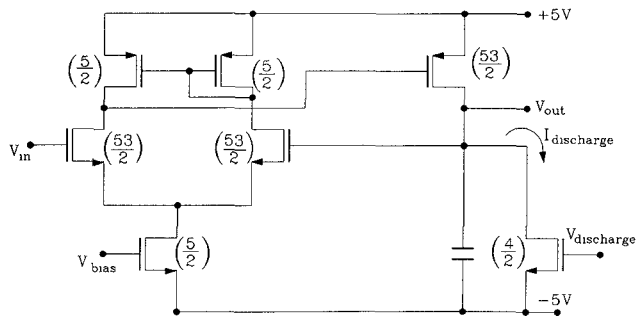 +5V
(5/2)
(5/2)
(53/2)
V_out
V_in
(53/2)
(53/2)
I_discharge
V_bias
(5/2)
(4/2)
V_discharge
-5V